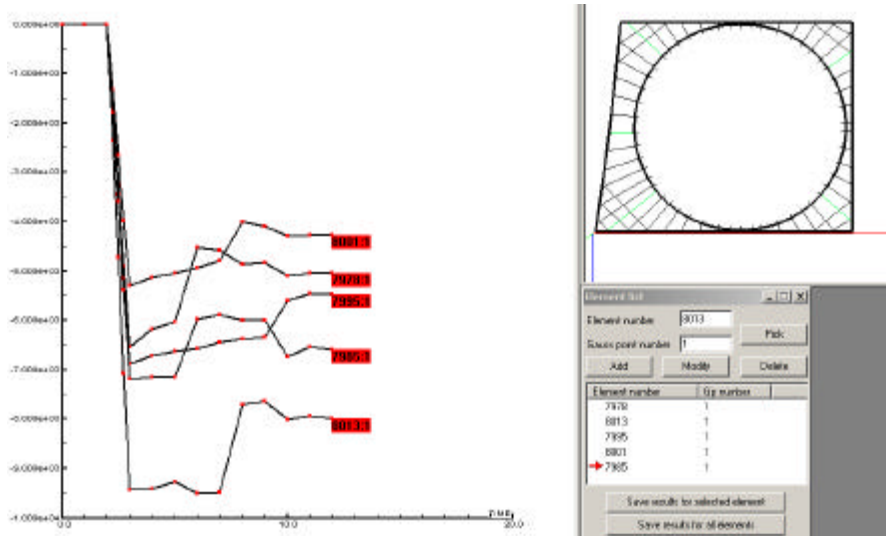 0.000e+00
-1.000e+03
-2.000e+03
-3.000e+03
-4.000e+03
-5.000e+03
-6.000e+03
-7.000e+03
-8.000e+03
-9.000e+03
-1.000e+04
0.0
10.0
TIME
20.0
8001:1
7978:1
7995:1
7985:1
8013:1
Element list
Element number
8013
Pick
Gauss point number
1
Add
Modify
Delete
Element number
Gp number
7978 1
8013 1
7995 1
8001 1
7985 1
Save results for selected element
Save results for all elements